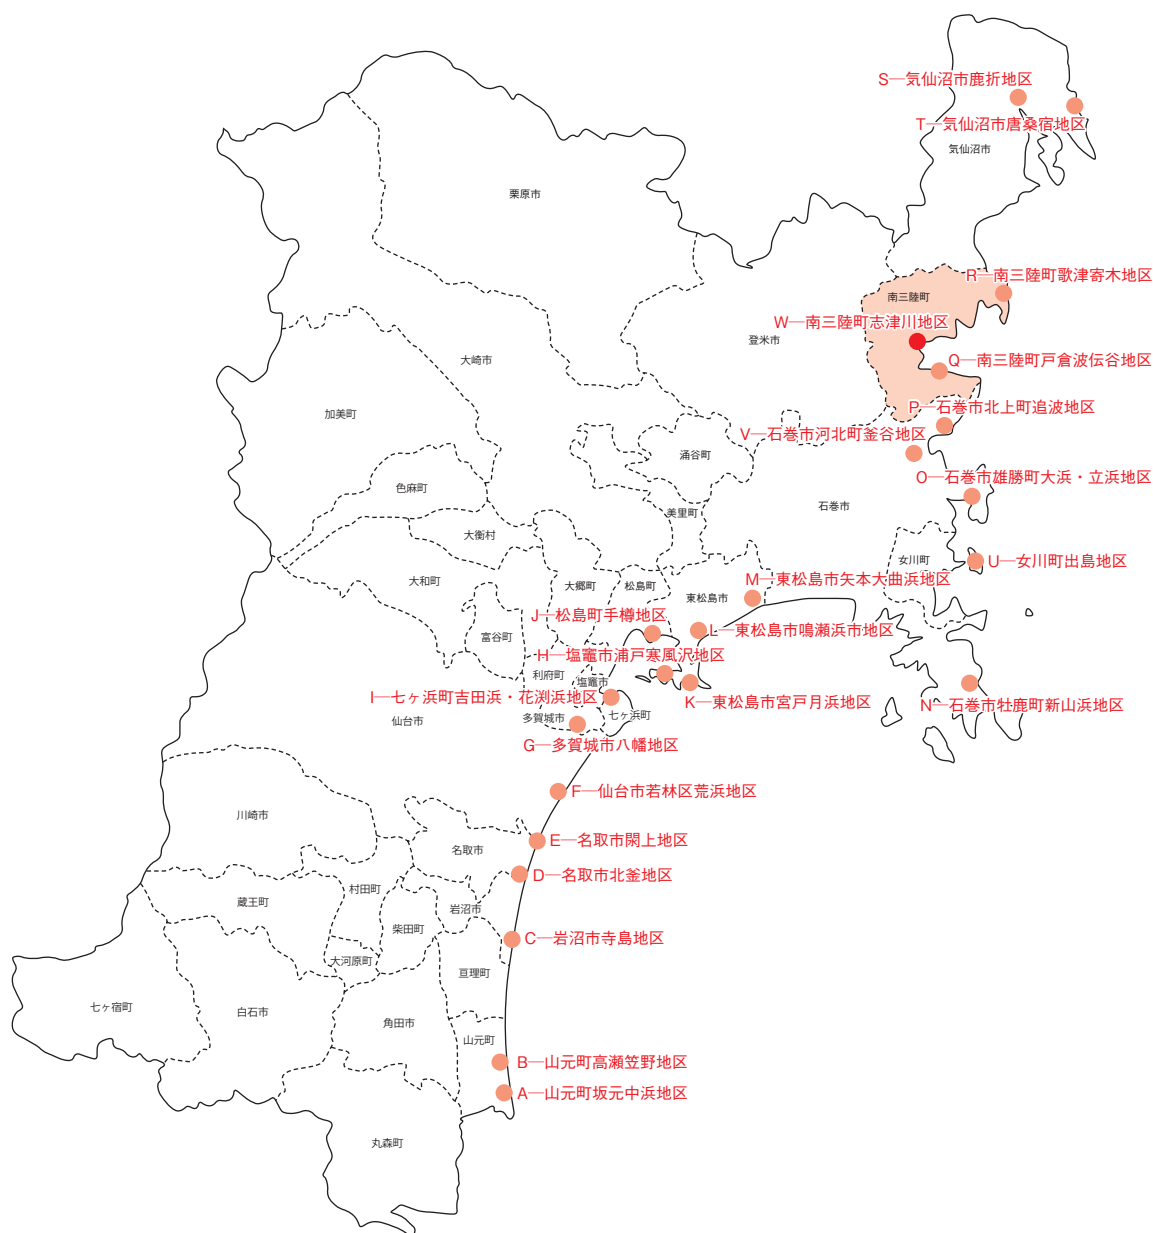 S―気仙沼市鹿折地区
T―気仙沼市唐桑宿地区
気仙沼市
栗原市
R―南三陸町歌津寄木地区
南三陸町
W―南三陸町志津川地区
登米市
Q―南三陸町戸倉波伝谷地区
大崎市
P―石巻市北上町追波地区
加美町
V―石巻市河北町釜谷地区
涌谷町
O―石巻市雄勝町大浜・立浜地区
色麻町
石巻市
美里町
大衡村
女川町
U―女川町出島地区
大和町
大郷町
松島町
M―東松島市矢本大曲浜地区
東松島市
J―松島町手樽地区
L―東松島市鳴瀬浜市地区
富谷町
H―塩竈市浦戸寒風沢地区
利府町
塩竈市
I―七ヶ浜町吉田浜・花渕浜地区
K―東松島市宮戸月浜地区
N―石巻市牡鹿町新山浜地区
仙台市
多賀城市
七ヶ浜町
G―多賀城市八幡地区
F―仙台市若林区荒浜地区
川崎市
E―名取市閖上地区
名取市
D―名取市北釜地区
村田町
蔵王町
岩沼市
柴田町
C―岩沼市寺島地区
大河原町
亘理町
七ヶ宿町
白石市
角田市
山元町
B―山元町高瀬笠野地区
A―山元町坂元中浜地区
丸森町